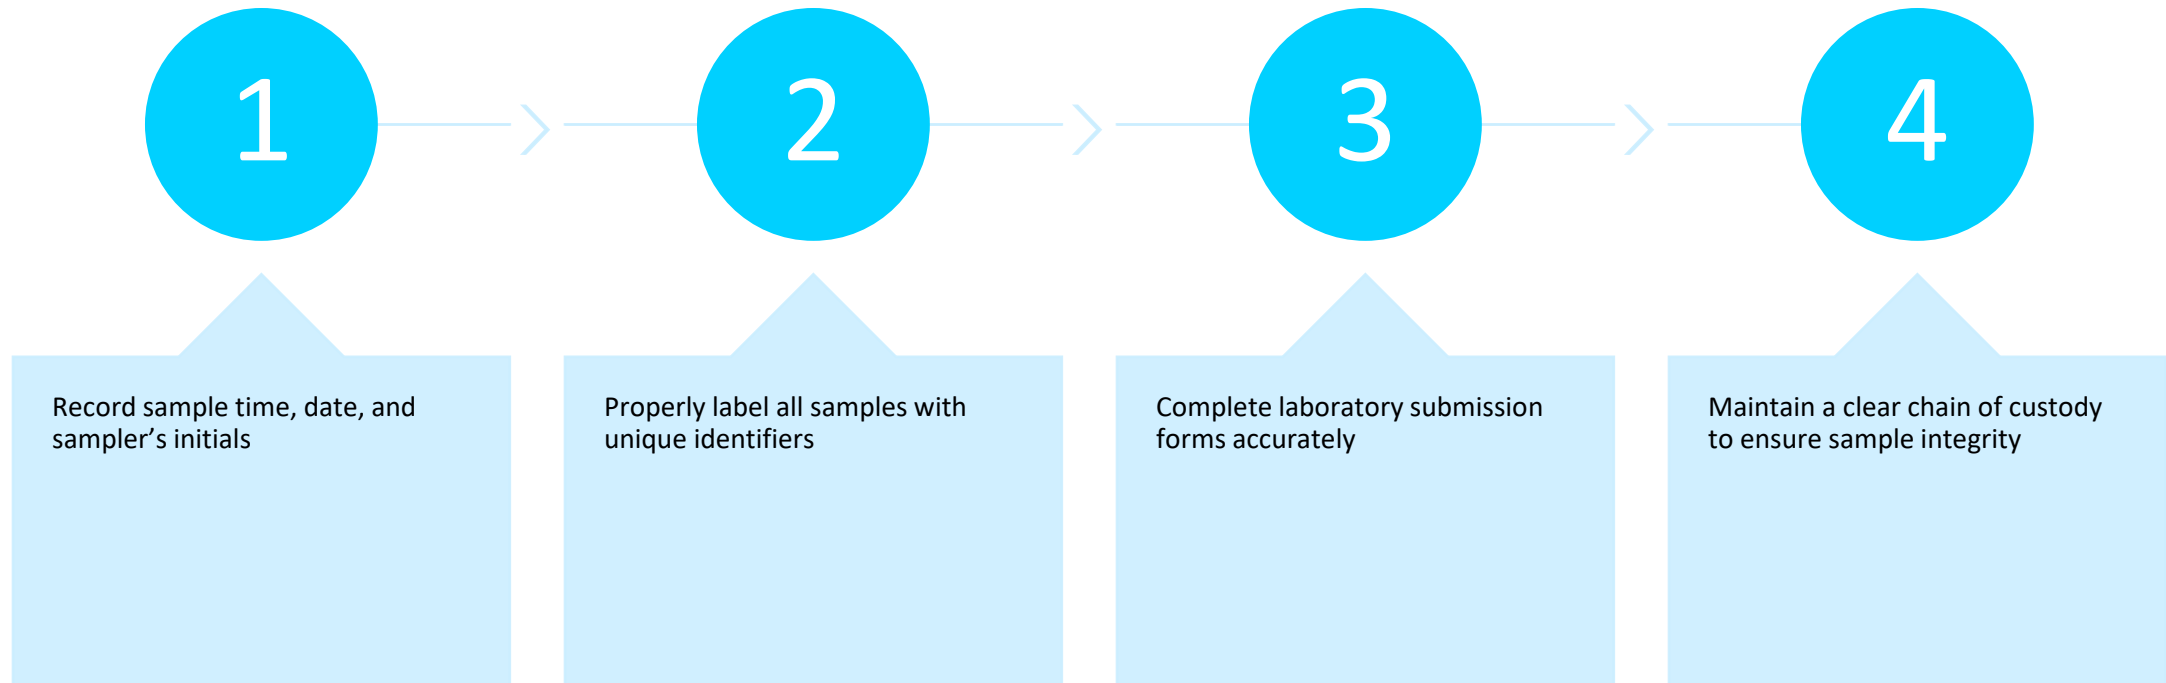 1
2
3
4
Record sample time, date, and
sampler’s initials
Properly label all samples with
unique identifiers
Complete laboratory submission
forms accurately
Maintain a clear chain of custody
to ensure sample integrity